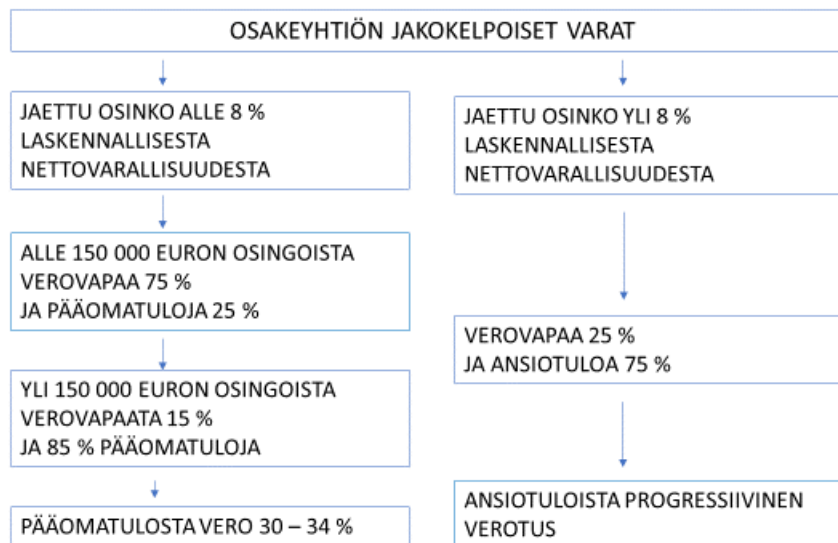 OSAKEYHTIÖN JAKOKELPOISET VARAT
JAETTU OSINKO ALLE 8 %
LASKENNALLISESTA
NETTOVARALLISUUDESTA
ALLE 150 000 EURON OSINGOISTA
VEROVAPAA 75 %
JA PÄÄOMATULOJA 25 %
YLI 150 000 EURON OSINGOISTA
VEROVAPAATA 15 %
JA 85 % PÄÄOMATULOJA
PÄÄOMATULOSTA VERO 30 – 34 %
JAETTU OSINKO YLI 8 %
LASKENNALLISESTA
NETTOVARALLISUUDESTA
VEROVAPAA 25 %
JA ANSIOTULOA 75 %
ANSIOTULOISTA PROGRESSIIVINEN
VEROTUS